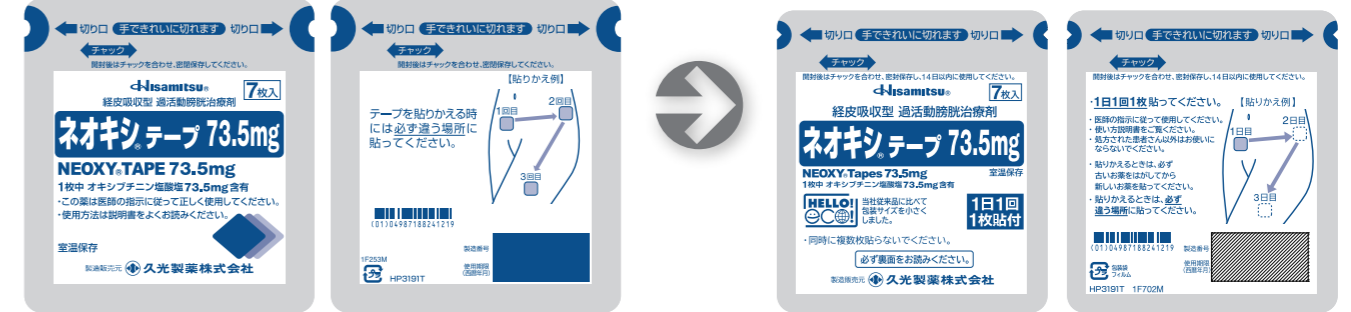 切り口 手できれいに切れます 切り口
チャック
開封後はチャックを合わせ、密閉保存してください。
Hisamitsu®
7枚入
経皮吸収型 過活動膀胱治療剤
ネオキシ®テープ 73.5mg
NEOXY®TAPE 73.5mg
1枚中 オキシブチニン塩酸塩73.5mg含有
・この薬は医師の指示に従って正しく使用してください。
・使用方法は説明書をよくお読みください。
室温保存
製造販売元 久光製薬株式会社
切り口 手できれいに切れます 切り口
チャック
開封後はチャックを合わせ、密閉保存してください。
【貼りかえ例】
テープを貼りかえる時
には必ず違う場所に
貼ってください。
1回目
2回目
3回目
(01)04987188241219
製造番号
使用期限
(西暦年月)
1F253M
プラ
HP3191T
切り口 手できれいに切れます 切り口
チャック
開封後はチャックを合わせ、密封保存し、14日以内に使用してください。
Hisamitsu®
7枚入
経皮吸収型 過活動膀胱治療剤
ネオキシ®テープ 73.5mg
NEOXY®Tapes 73.5mg
室温保存
1枚中 オキシブチニン塩酸塩73.5mg含有
HELLO!
eco!
当社従来品に比べて
包装サイズを小さく
しました。
1日1回
1枚貼付
・同時に複数枚貼らないでください。
必ず裏面をお読みください。
製造販売元 久光製薬株式会社
切り口 手できれいに切れます 切り口
チャック
開封後はチャックを合わせ、密封保存し、14日以内に使用してください。
・1日1回1枚貼ってください。
【貼りかえ例】
・医師の指示に従って使用してください。
・使い方説明書をご覧ください。
・処方された患者さん以外はお使いに
ならないでください。
・貼りかえるときは、必ず
古いお薬をはがしてから
新しいお薬を貼ってください。
・貼りかえるときは、必ず
違う場所に貼ってください。
1日目
2日目
3日目
(01)04987188241219
製造番号
使用期限
(西暦年月)
プラ
包装袋
フィルム
HP3191T 1F702M